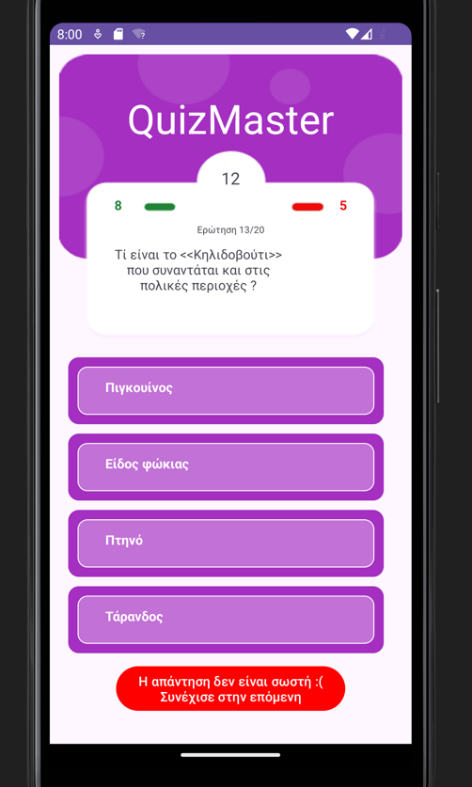 8:00
QuizMaster
12
8
5
Ερώτηση 13/20
Τί είναι το <<Κηλιδοβούτι>>
που συναντάται και στις
πολικές περιοχές ?
Πιγκουίνος
Είδος φώκιας
Πτηνό
Τάρανδος
Η απάντηση δεν είναι σωστή :(
Συνέχισε στην επόμενη